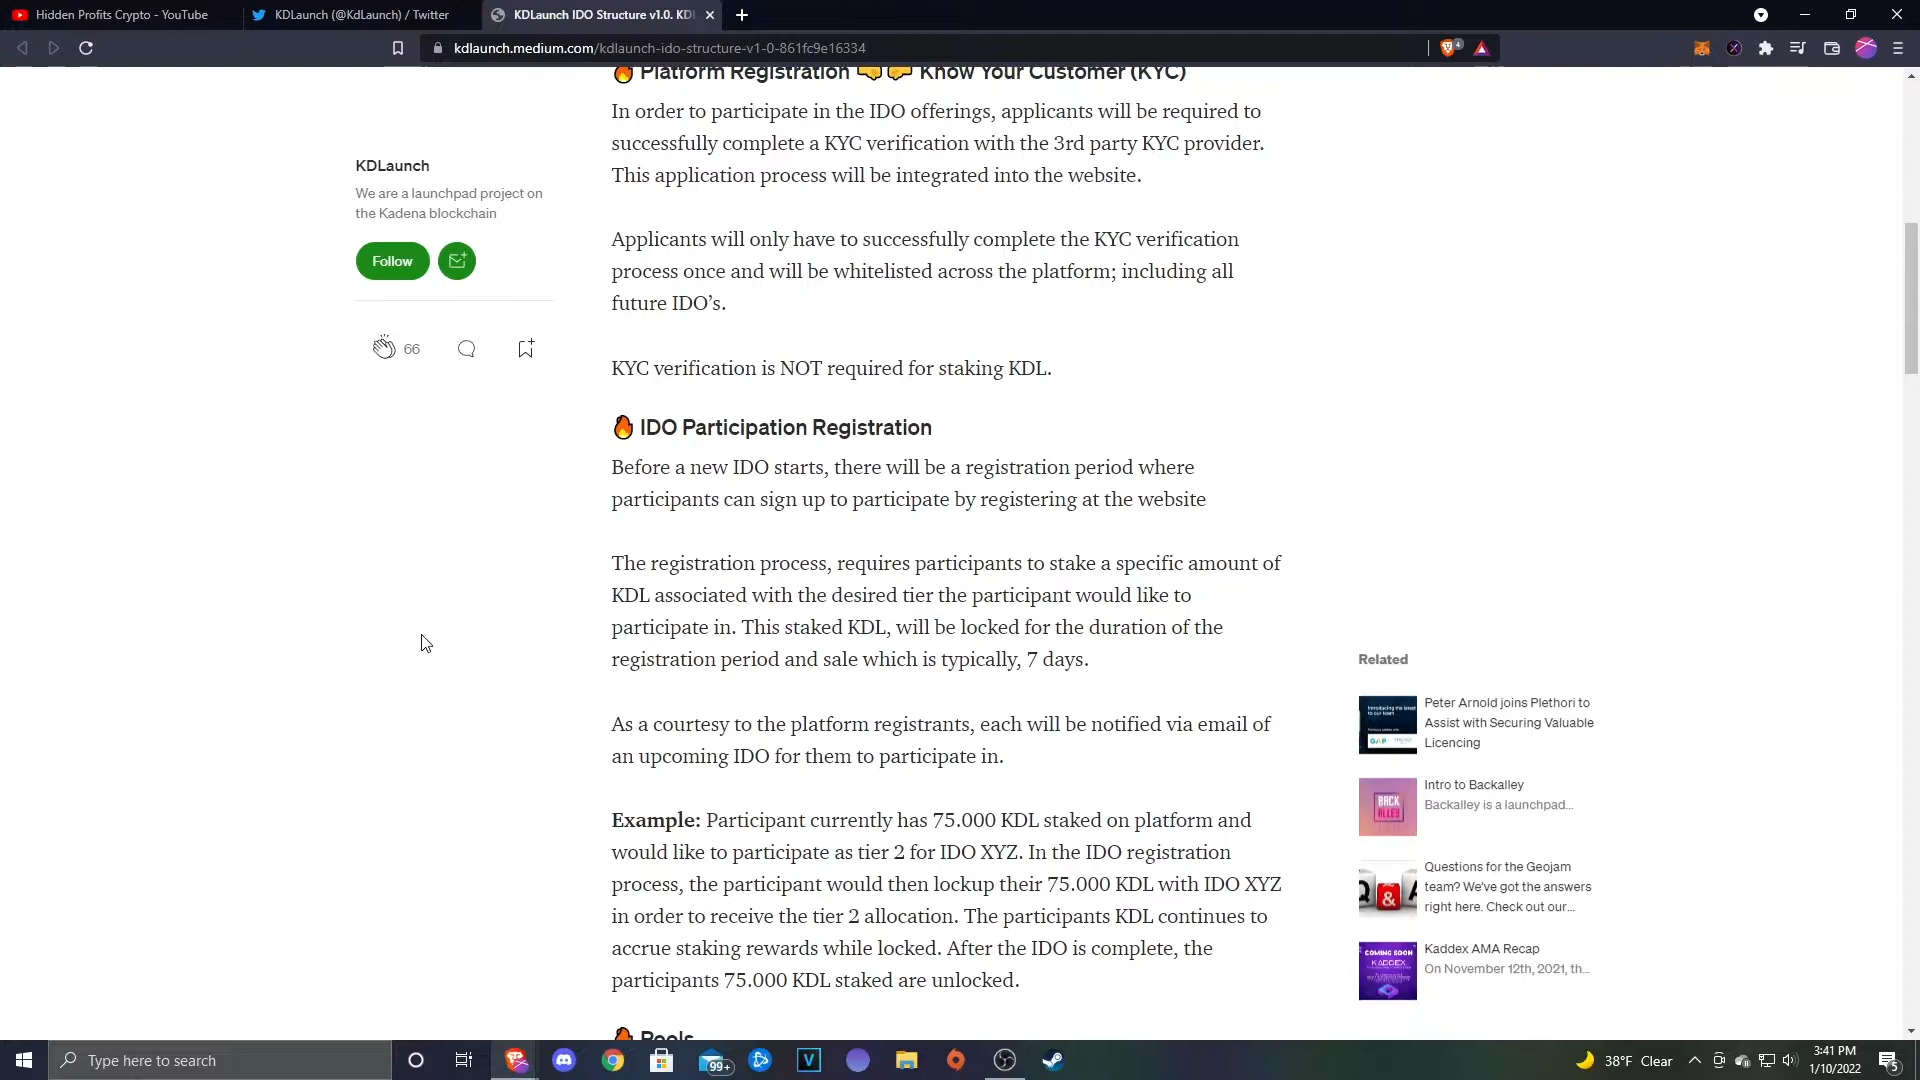 Hidden Profits Crypto - YouTube
KDLaunch (@KdLaunch) / Twitter
KDLaunch IDO Structure v1.0. KDL
kdlaunch.medium.com/kdlaunch-ido-structure-v1-0-861fc9e16334
4
🔥 Platform Registration 🤜🤛 Know Your Customer (KYC)
In order to participate in the IDO offerings, applicants will be required to
successfully complete a KYC verification with the 3rd party KYC provider.
This application process will be integrated into the website.
KDLaunch
We are a launchpad project on
the Kadena blockchain
Follow
66
Applicants will only have to successfully complete the KYC verification
process once and will be whitelisted across the platform; including all
future IDO’s.
KYC verification is NOT required for staking KDL.
🔥 IDO Participation Registration
Before a new IDO starts, there will be a registration period where
participants can sign up to participate by registering at the website
The registration process, requires participants to stake a specific amount of
KDL associated with the desired tier the participant would like to
participate in. This staked KDL, will be locked for the duration of the
registration period and sale which is typically, 7 days.
As a courtesy to the platform registrants, each will be notified via email of
an upcoming IDO for them to participate in.
Example: Participant currently has 75.000 KDL staked on platform and
would like to participate as tier 2 for IDO XYZ. In the IDO registration
process, the participant would then lockup their 75.000 KDL with IDO XYZ
in order to receive the tier 2 allocation. The participants KDL continues to
accrue staking rewards while locked. After the IDO is complete, the
participants 75.000 KDL staked are unlocked.
🔥 Pools
Related
Peter Arnold joins Plethori to
Assist with Securing Valuable
Licencing
BACK
ALLEY
Intro to Backalley
Backalley is a launchpad...
Q & A
Questions for the Geojam
team? We've got the answers
right here. Check out our...
COMING SOON
KADDEX
Kaddex AMA Recap
On November 12th, 2021, th...
Type here to search
99+
V
38°F Clear
3:41 PM
1/10/2022
5